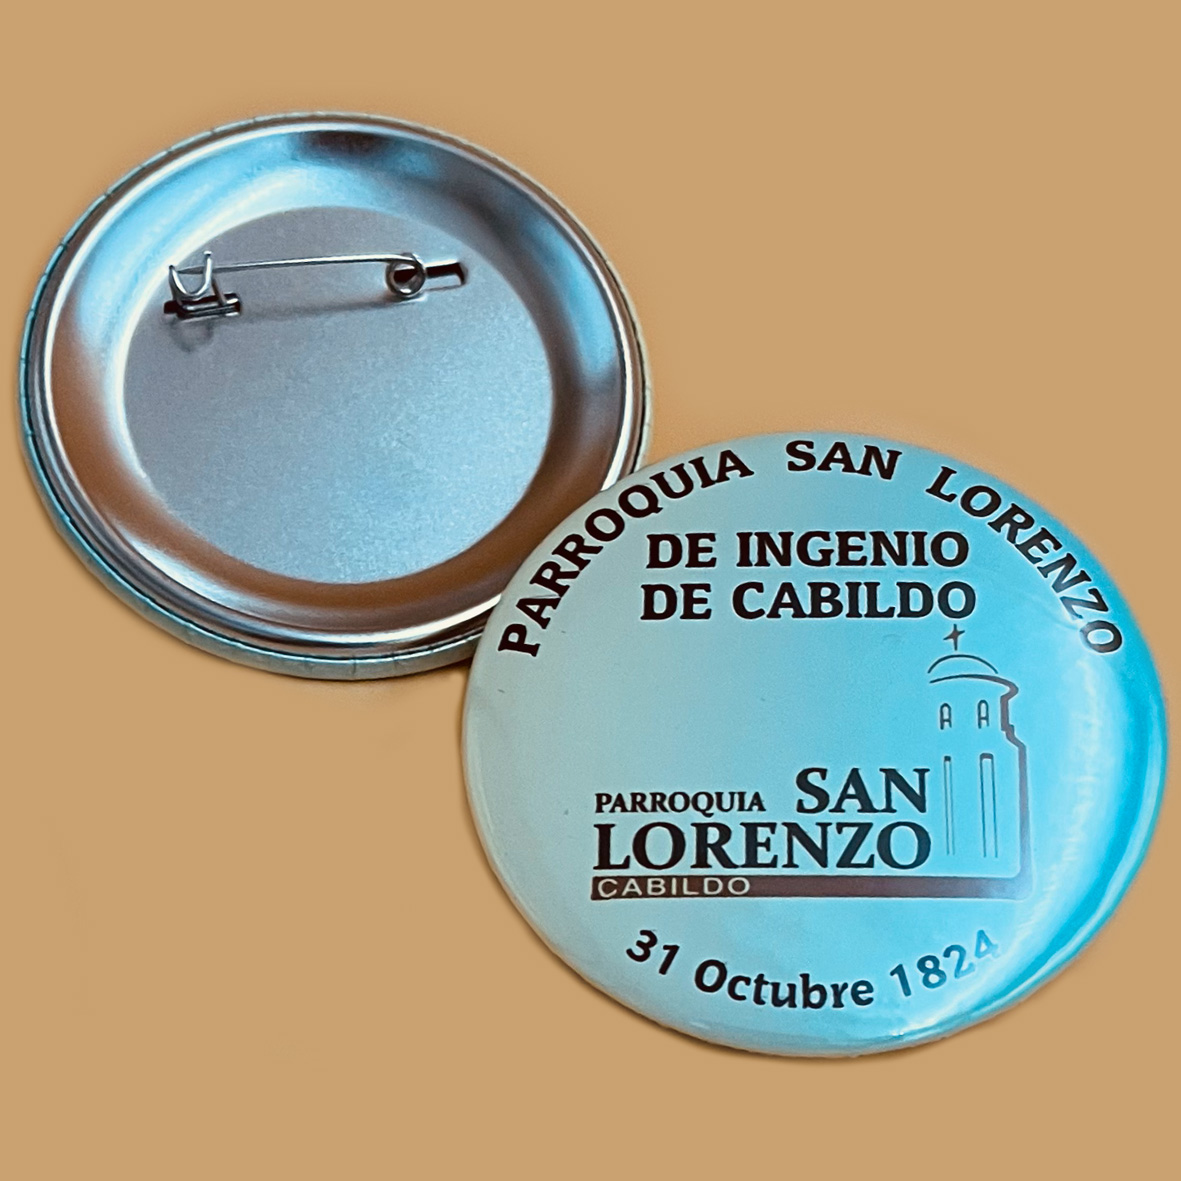 PARROQUIA SAN LORENZO
DE INGENIO
DE CABILDO
PARROQUIA SAN
LORENZO
CABILDO
31 Octubre 1824